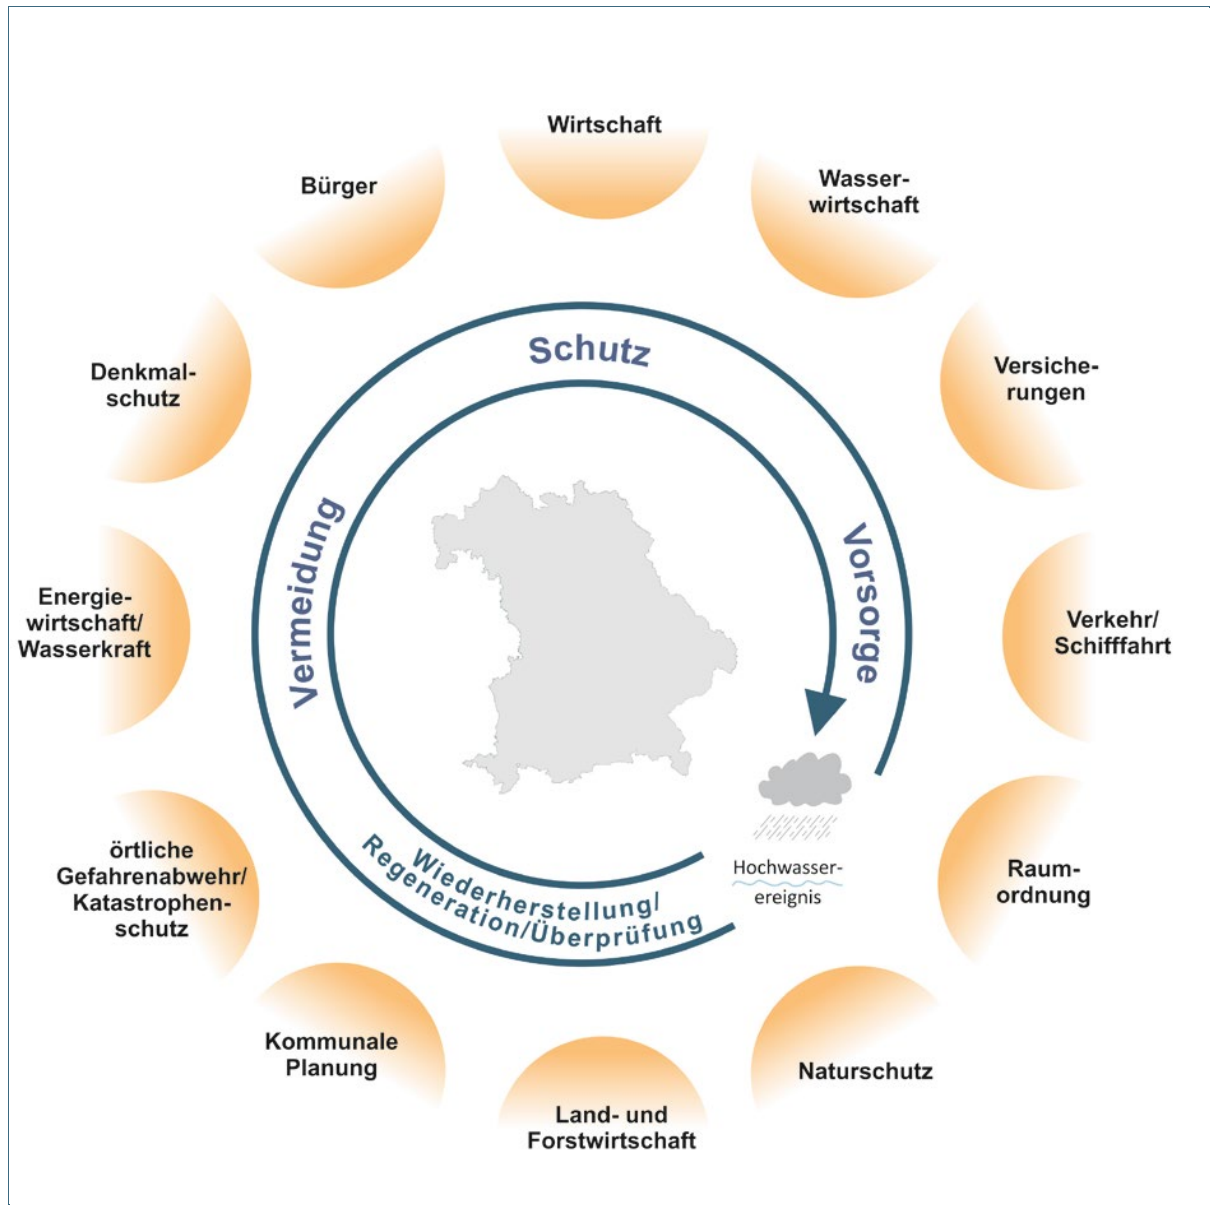 Wirtschaft
Wasser-
wirtschaft
Versiche-
rungen
Verkehr/
Schifffahrt
Raum-
ordnung
Naturschutz
Land- und
Forstwirtschaft
Kommunale
Planung
örtliche
Gefahrenabwehr/
Katastrophen-
schutz
Energie-
wirtschaft/
Wasserkraft
Denkmal-
schutz
Bürger
Schutz
Vorsorge
Hochwasser-
ereignis
Wiederherstellung/
Regeneration/Überprüfung
Vermeidung